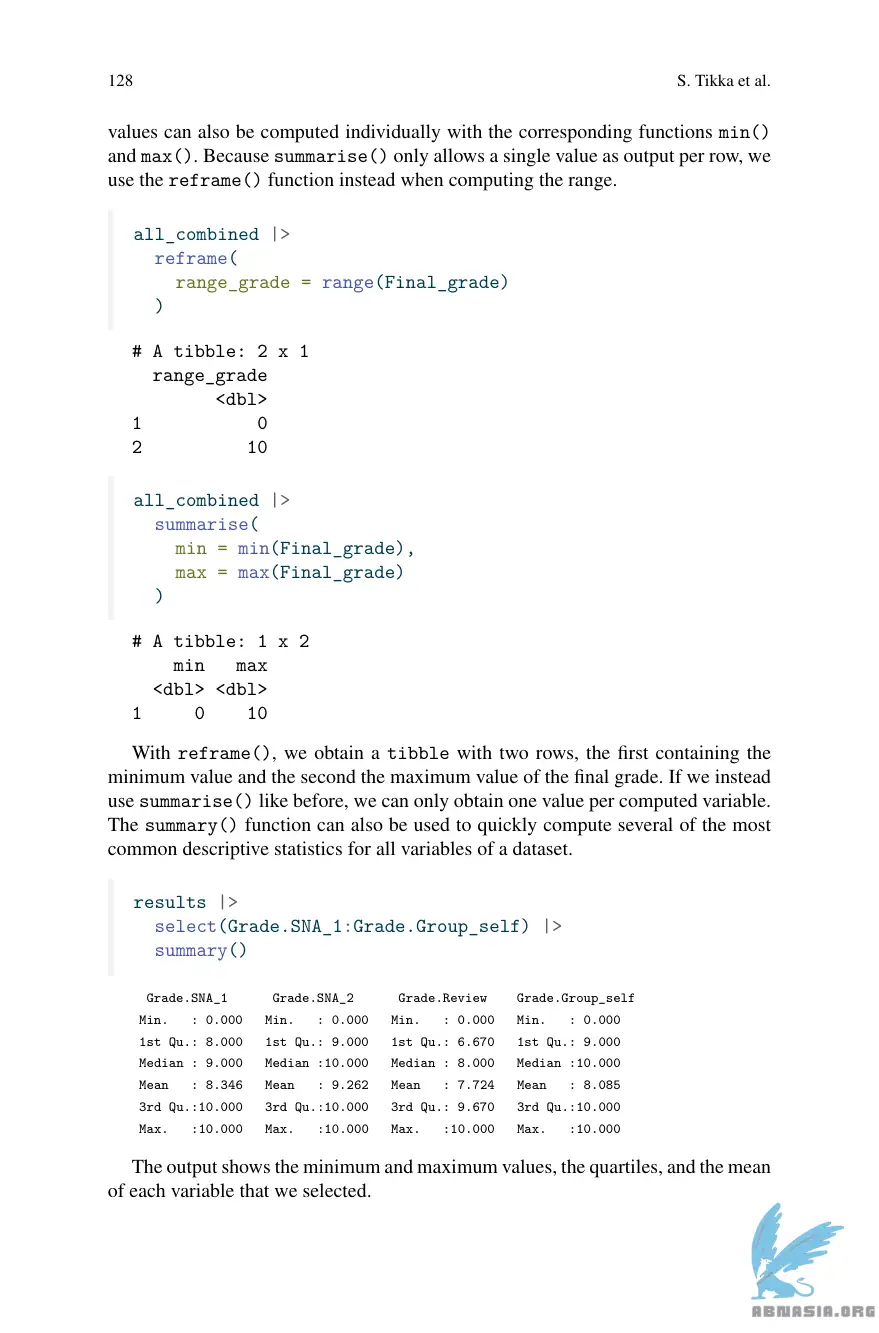 128 S. Tikka et al.
values can also be computed individually with the corresponding functions min()
and max(). Because summarise() only allows a single value as output per row, we
use the reframe() function instead when computing the range.
all_combined |>
  reframe(
    range_grade = range(Final_grade)
  )
# A tibble: 2 x 1
  range_grade
        <dbl>
1           0
2          10
all_combined |>
  summarise(
    min = min(Final_grade),
    max = max(Final_grade)
  )
# A tibble: 1 x 2
    min   max
  <dbl> <dbl>
1     0    10
With reframe(), we obtain a tibble with two rows, the first containing the
minimum value and the second the maximum value of the final grade. If we instead
use summarise() like before, we can only obtain one value per computed variable.
The summary() function can also be used to quickly compute several of the most
common descriptive statistics for all variables of a dataset.
results |>
  select(Grade.SNA_1:Grade.Group_self) |>
  summary()
 Grade.SNA_1      Grade.SNA_2      Grade.Review    Grade.Group_self
Min.   : 0.000   Min.   : 0.000   Min.   : 0.000   Min.   : 0.000
1st Qu.: 8.000   1st Qu.: 9.000   1st Qu.: 6.670   1st Qu.: 9.000
Median : 9.000   Median :10.000   Median : 8.000   Median :10.000
Mean   : 8.346   Mean   : 9.262   Mean   : 7.724   Mean   : 8.085
3rd Qu.:10.000   3rd Qu.:10.000   3rd Qu.: 9.670   3rd Qu.:10.000
Max.   :10.000   Max.   :10.000   Max.   :10.000   Max.   :10.000
The output shows the minimum and maximum values, the quartiles, and the mean
of each variable that we selected.
ABNASIA.ORG